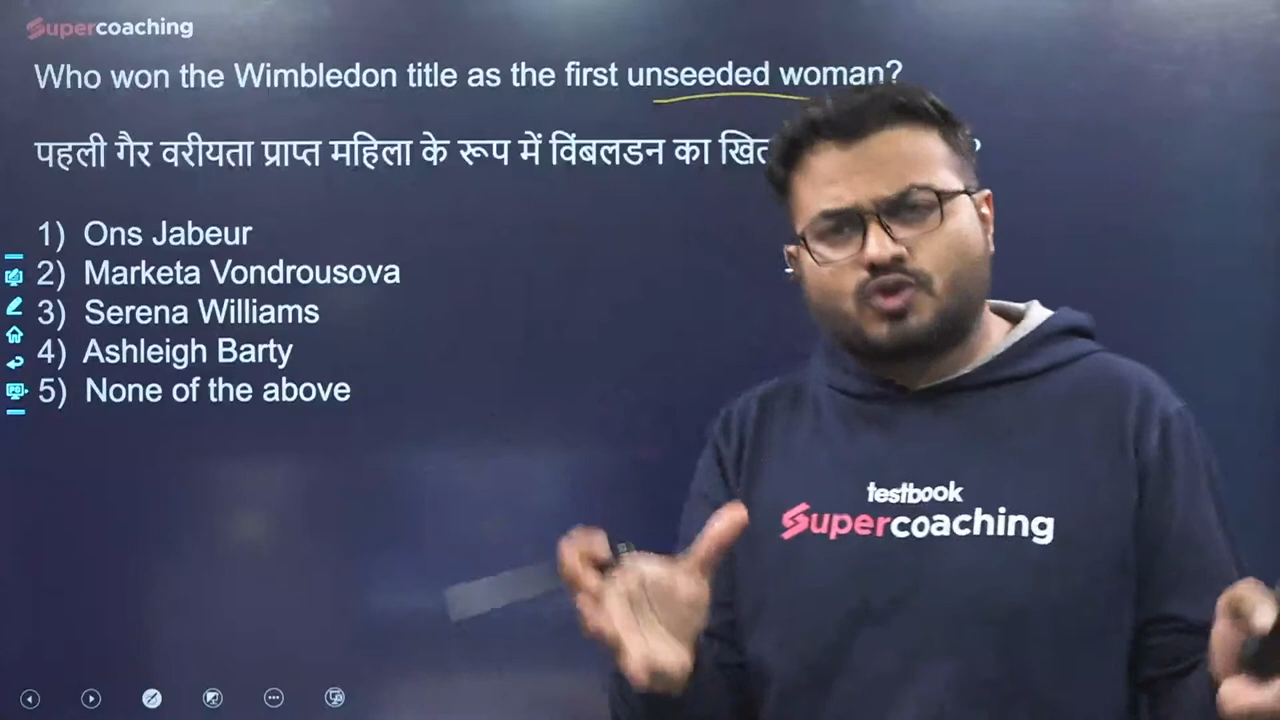 Supercoaching
Who won the Wimbledon title as the first unseeded woman?
पहली गैर वरीयता प्राप्त महिला के रूप में विंबलडन का ?
1) Ons Jabeur
2) Marketa Vondrousova
3) Serena Williams
4) Ashleigh Barty
5) None of the above
testbook
Supercoaching